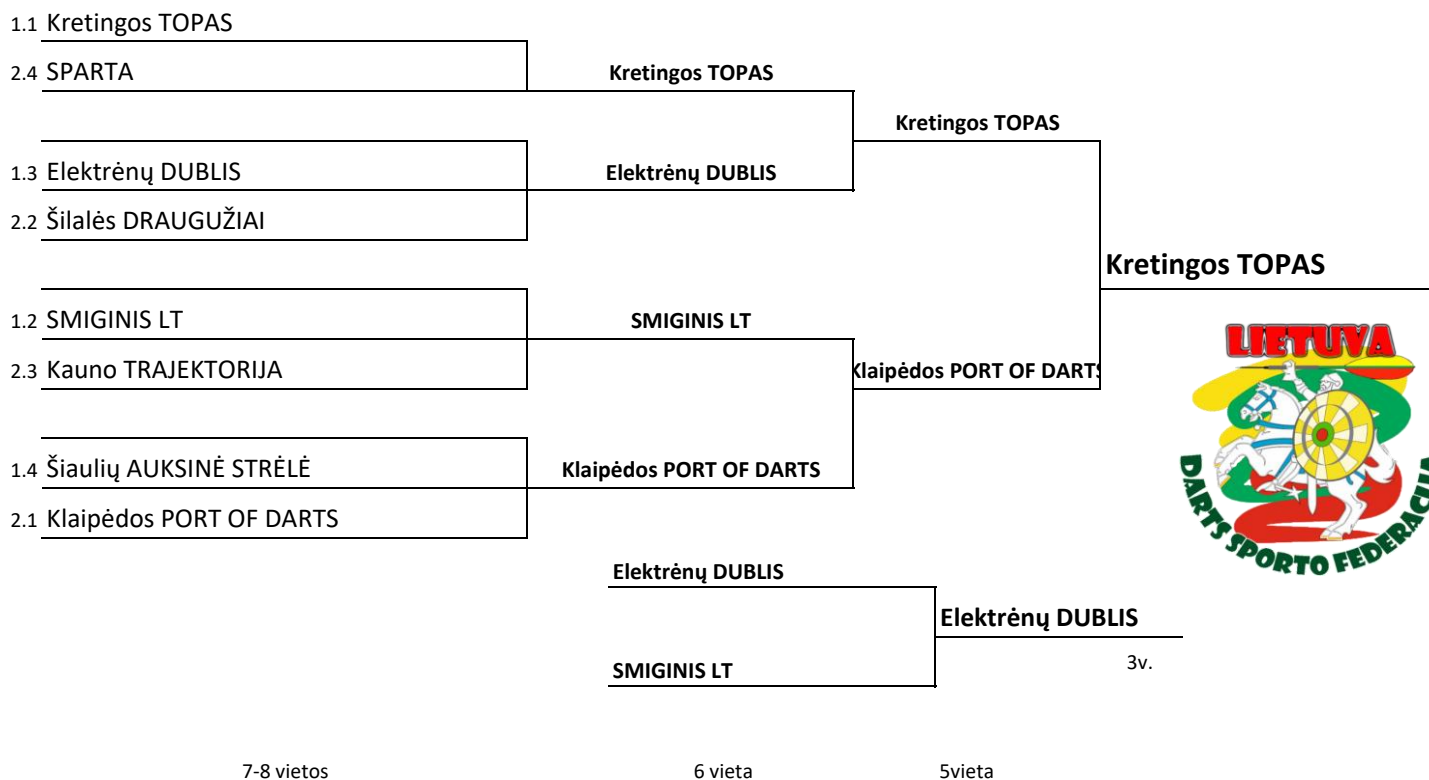 1.1 Kretingos TOPAS
2.4 SPARTA
Kretingos TOPAS
Kretingos TOPAS
1.3 Elektrėnų DUBLIS
Elektrėnų DUBLIS
2.2 Šilalės DRAUGUŽIAI
Kretingos TOPAS
1.2 SMIGINIS LT
SMIGINIS LT
2.3 Kauno TRAJEKTORIJA
Klaipėdos PORT OF DARTS
1.4 Šiaulių AUKSINĖ STRĖLĖ
Klaipėdos PORT OF DARTS
2.1 Klaipėdos PORT OF DARTS
LIETUVA
DARTS SPORTO FEDERACIJA
Elektrėnų DUBLIS
Elektrėnų DUBLIS
3v.
SMIGINIS LT
7-8 vietos 6 vieta 5vieta